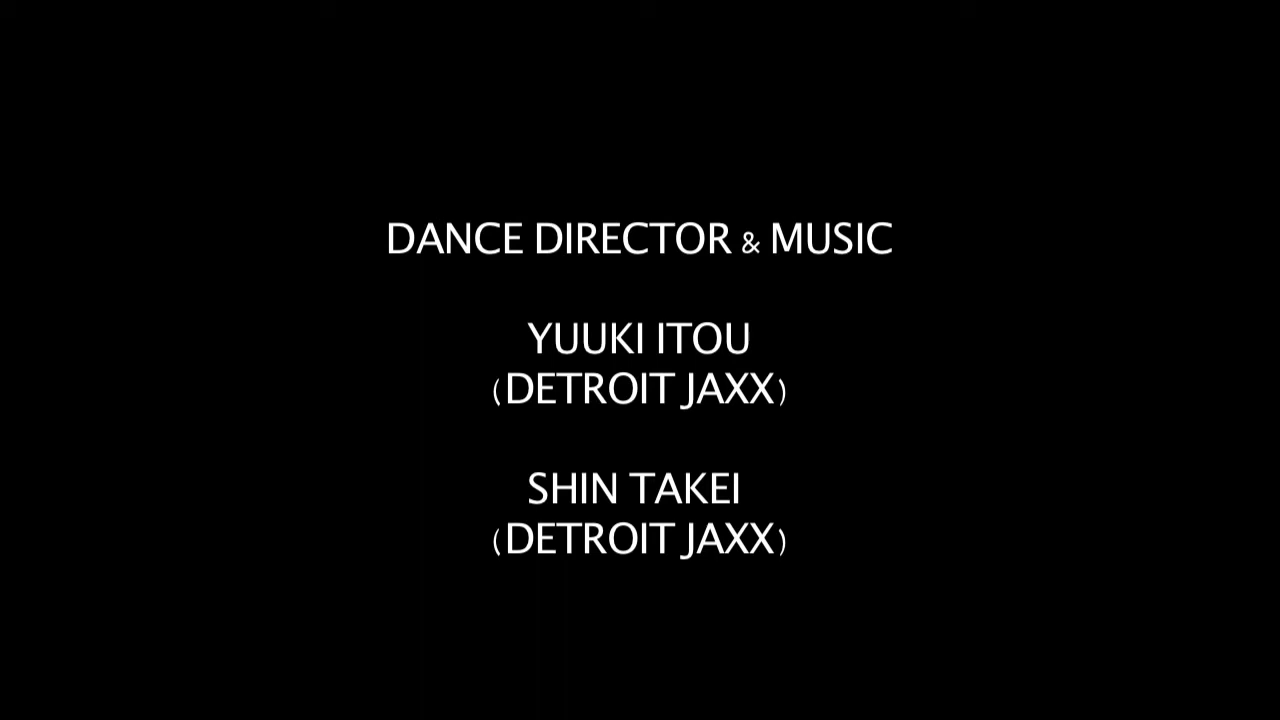 DANCE DIRECTOR & MUSIC
YUUKI ITOU
(DETROIT JAXX)
SHIN TAKEI
(DETROIT JAXX)